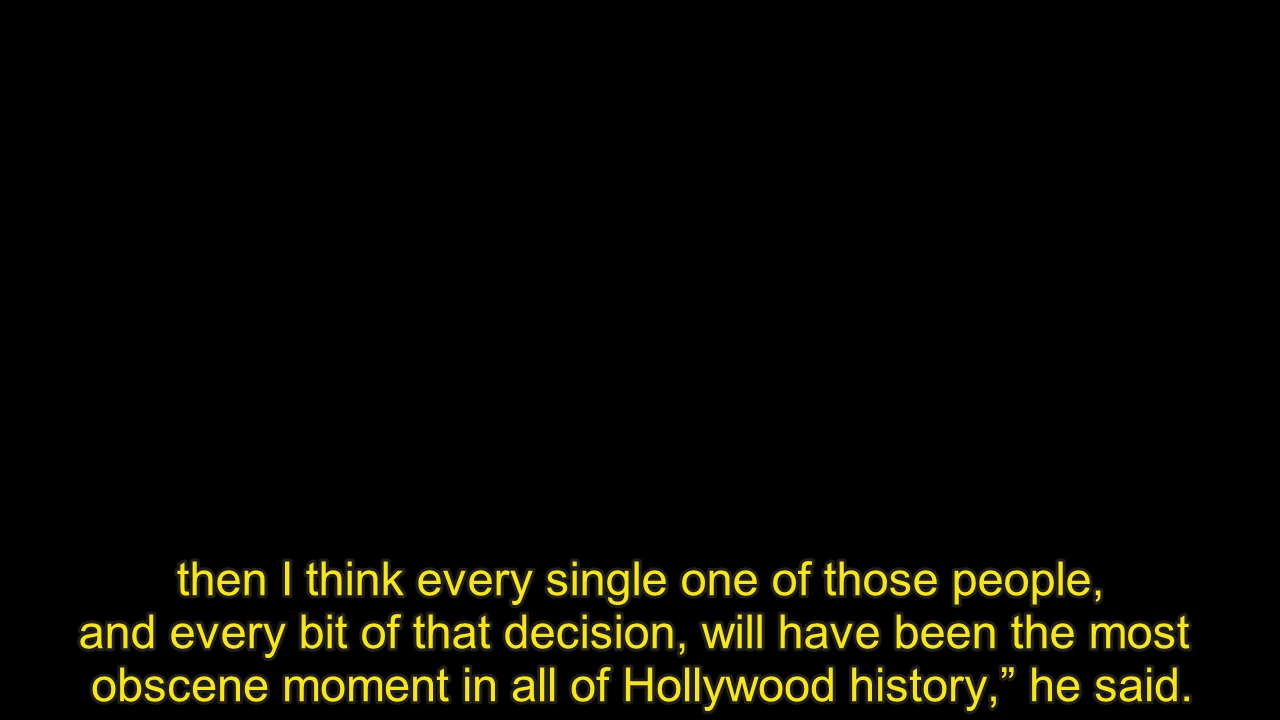 then I think every single one of those people,
and every bit of that decision, will have been the most
obscene moment in all of Hollywood history,” he said.